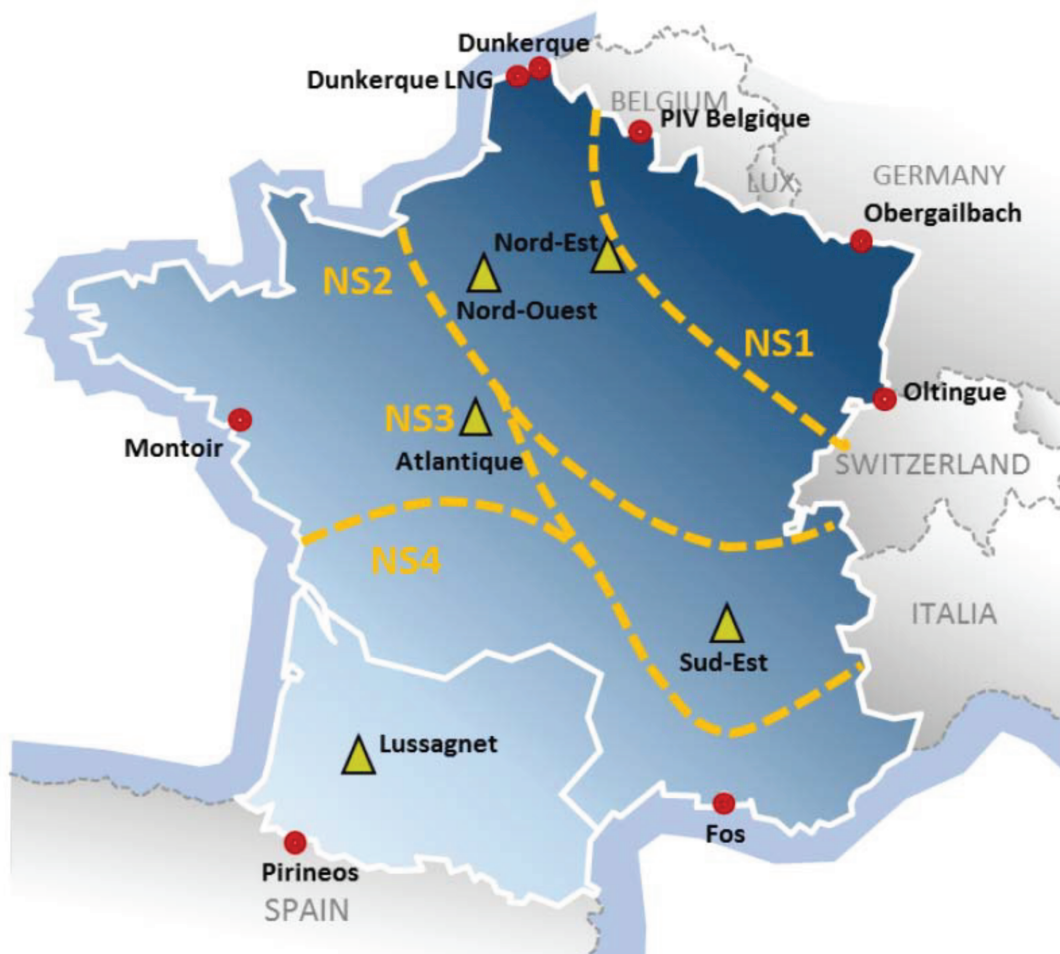 Dunkerque
Dunkerque LNG
BELGIUM
PIV Belgique
LUX
GERMANY
Obergailbach
Nord-Est
NS2
Nord-Ouest
NS1
Oltingue
NS3
Montoir
Atlantique
SWITZERLAND
NS4
ITALIA
Sud-Est
Lussagnet
Fos
Pirineos
SPAIN